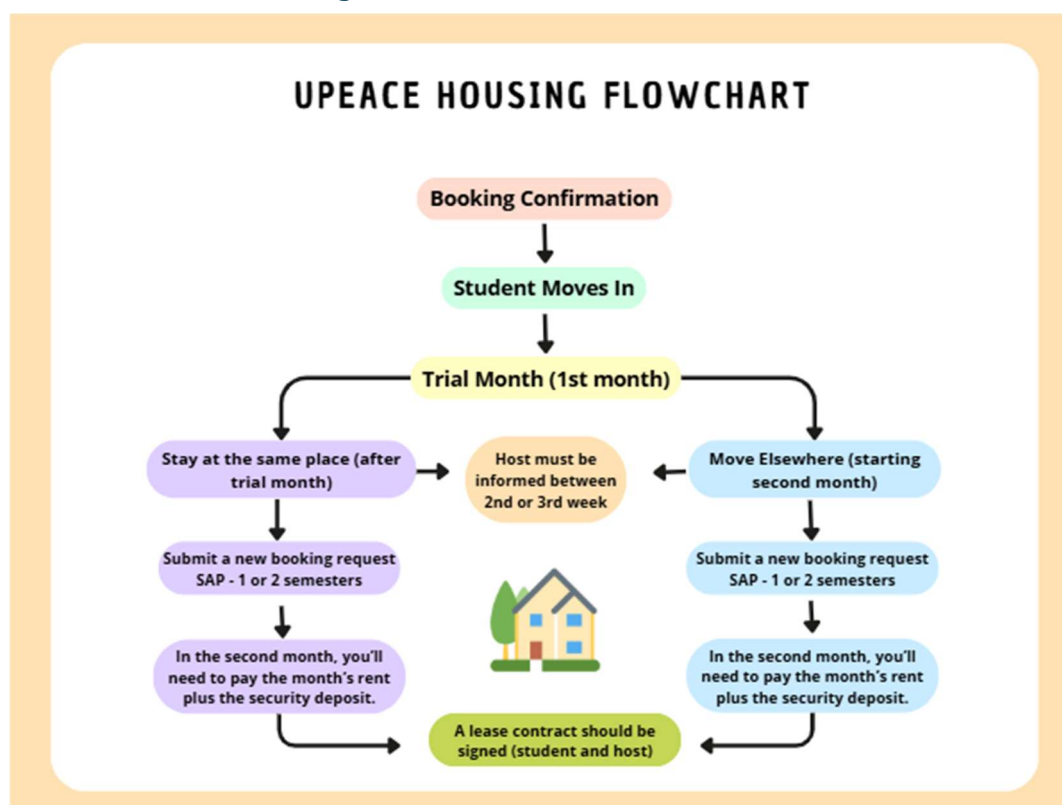 UPEACE HOUSING FLOWCHART
Booking Confirmation
Student Moves In
Trial Month (1st month)
Stay at the same place (after
trial month)
Host must be
informed between
2nd or 3rd week
Move Elsewhere (starting
second month)
Submit a new booking request
SAP - 1 or 2 semesters
Submit a new booking request
SAP - 1 or 2 semesters
In the second month, you'll
need to pay the month's rent
plus the security deposit.
In the second month, you'll
need to pay the month's rent
plus the security deposit.
A lease contract should be
signed (student and host)